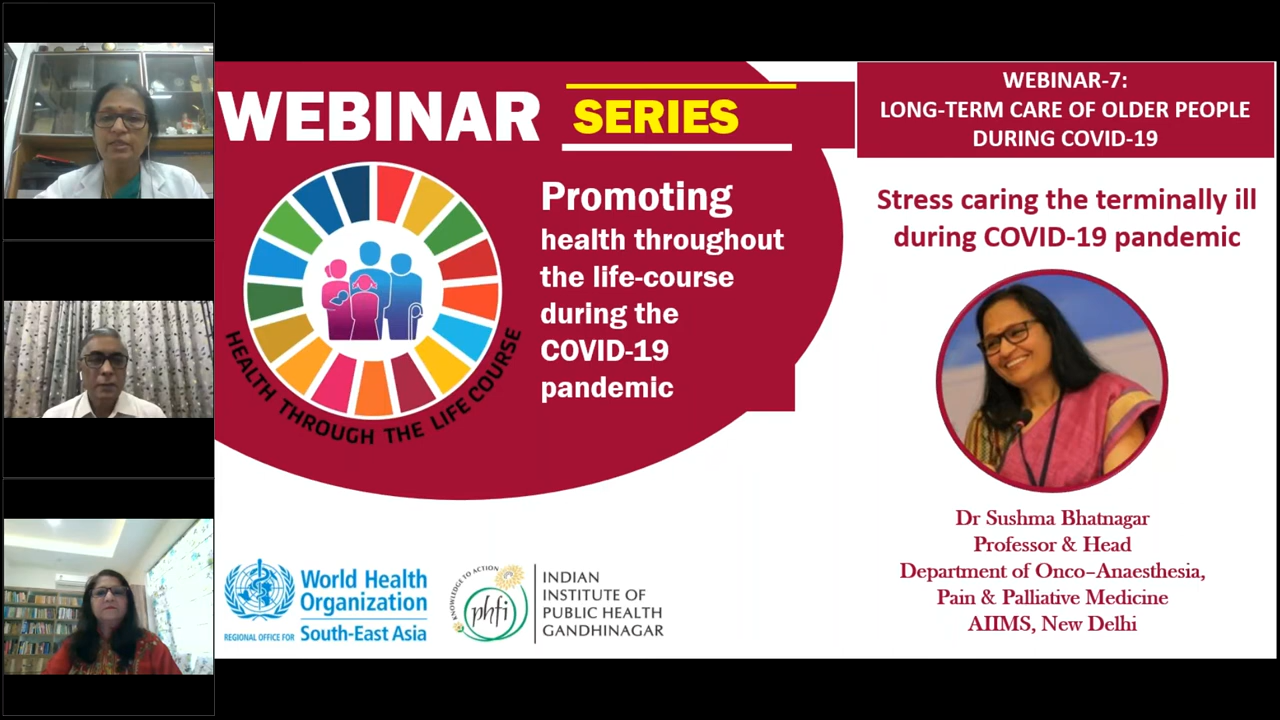 WEBINAR SERIES
Promoting
health throughout
the life-course
during the
COVID-19
pandemic
HEALTH THROUGH THE LIFE COURSE
World Health
Organization
REGIONAL OFFICE FOR South-East Asia
KNOWLEDGE TO ACTION
phfi
INDIAN
INSTITUTE OF
PUBLIC HEALTH
GANDHINAGAR
WEBINAR-7:
LONG-TERM CARE OF OLDER PEOPLE
DURING COVID-19
Stress caring the terminally ill
during COVID-19 pandemic
Dr Sushma Bhatnagar
Professor & Head
Department of Onco-Anaesthesia,
Pain & Palliative Medicine
AIIMS, New Delhi